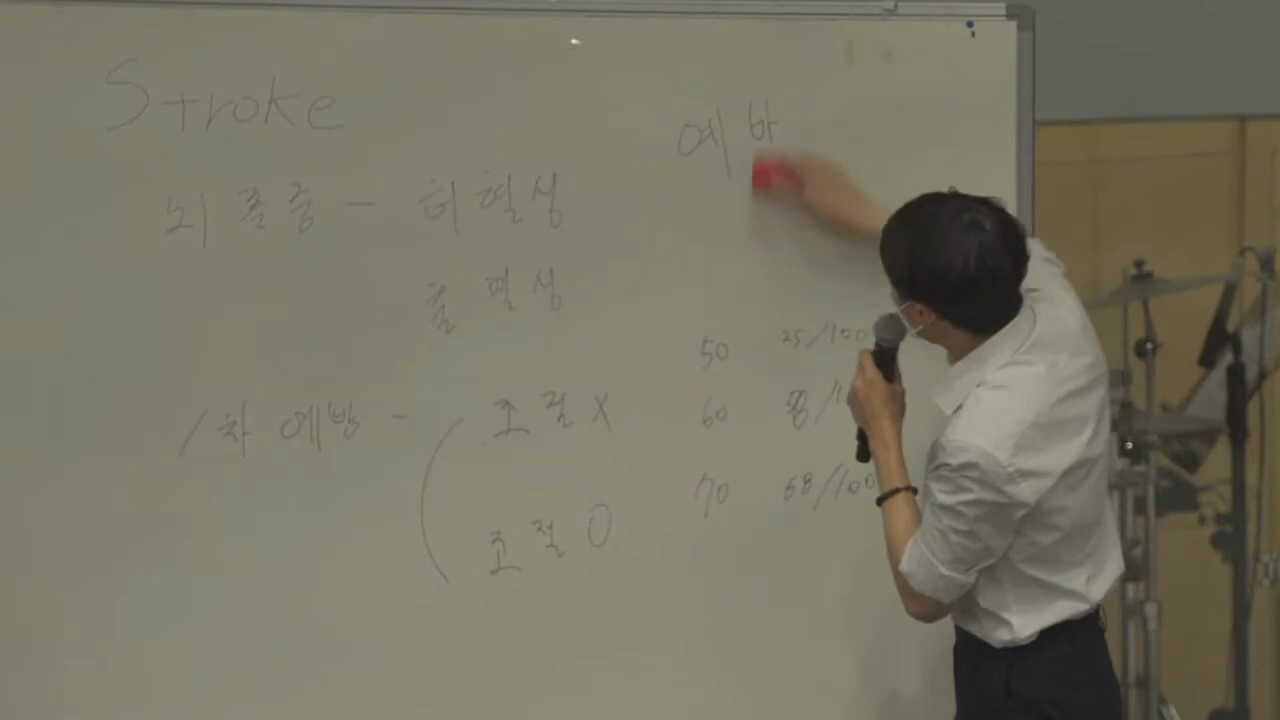 Stroke
뇌졸중 - 허혈성
출혈성
1차 예방 -
조절 X
조절 O
예바
50 25/100
60
70 68/100